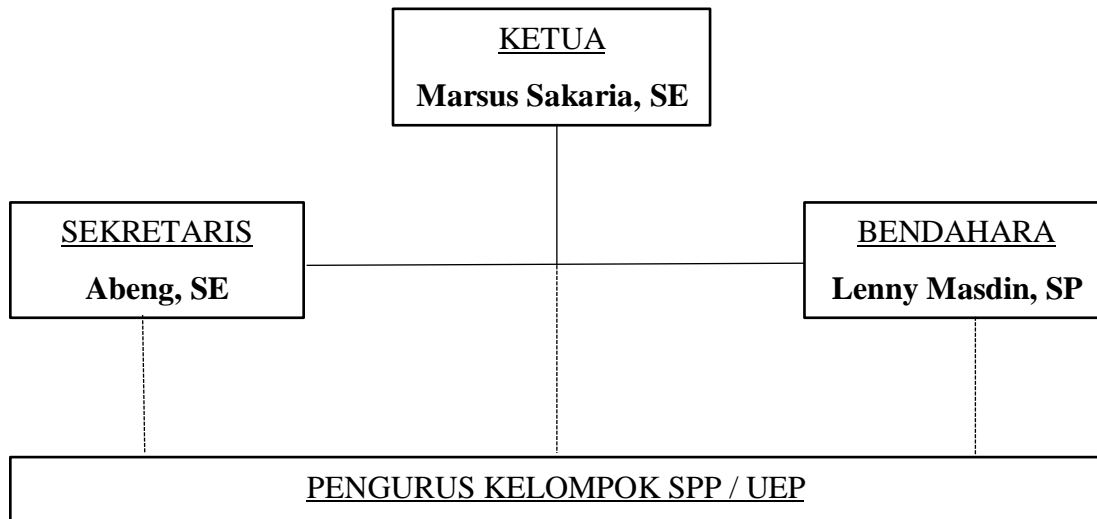 KETUA
Marsus Sakaria, SE
SEKRETARIS
Abeng, SE
BENDAHARA
Lenny Masdin, SP
PENGURUS KELOMPOK SPP / UEP